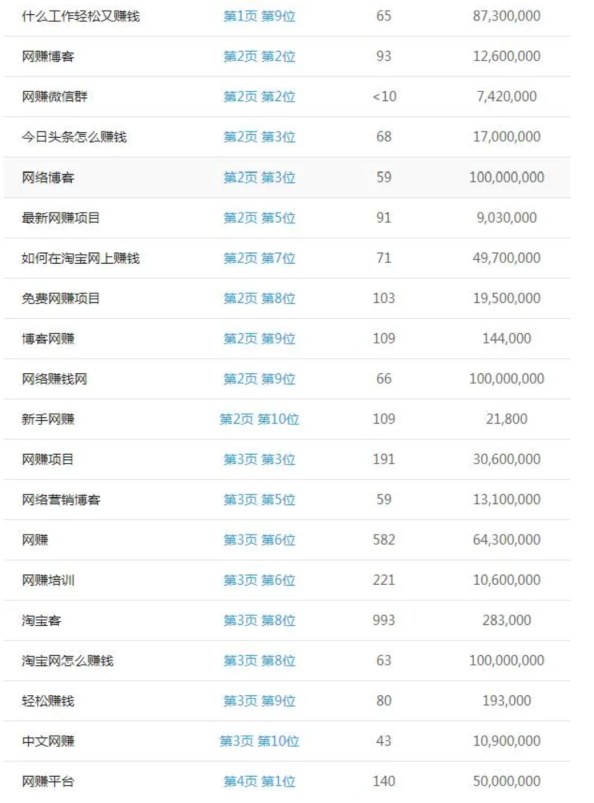 什么工作轻松又赚钱 第1页 第9位 65 87,300,000
网赚博客 第2页 第2位 93 12,600,000
网赚微信群 第2页 第2位 <10 7,420,000
今日头条怎么赚钱 第2页 第3位 68 17,000,000
网络博客 第2页 第3位 59 100,000,000
最新网赚项目 第2页 第5位 91 9,030,000
如何在淘宝网上赚钱 第2页 第7位 71 49,700,000
免费网赚项目 第2页 第8位 103 19,500,000
博客网赚 第2页 第9位 109 144,000
网络赚钱网 第2页 第9位 66 100,000,000
新手网赚 第2页 第10位 109 21,800
网赚项目 第3页 第3位 191 30,600,000
网络营销博客 第3页 第5位 59 13,100,000
网赚 第3页 第6位 582 64,300,000
网赚培训 第3页 第6位 221 10,600,000
淘宝客 第3页 第8位 993 283,000
淘宝网怎么赚钱 第3页 第8位 63 100,000,000
轻松赚钱 第3页 第9位 80 193,000
中文网赚 第3页 第10位 43 10,900,000
网赚平台 第4页 第1位 140 50,000,000